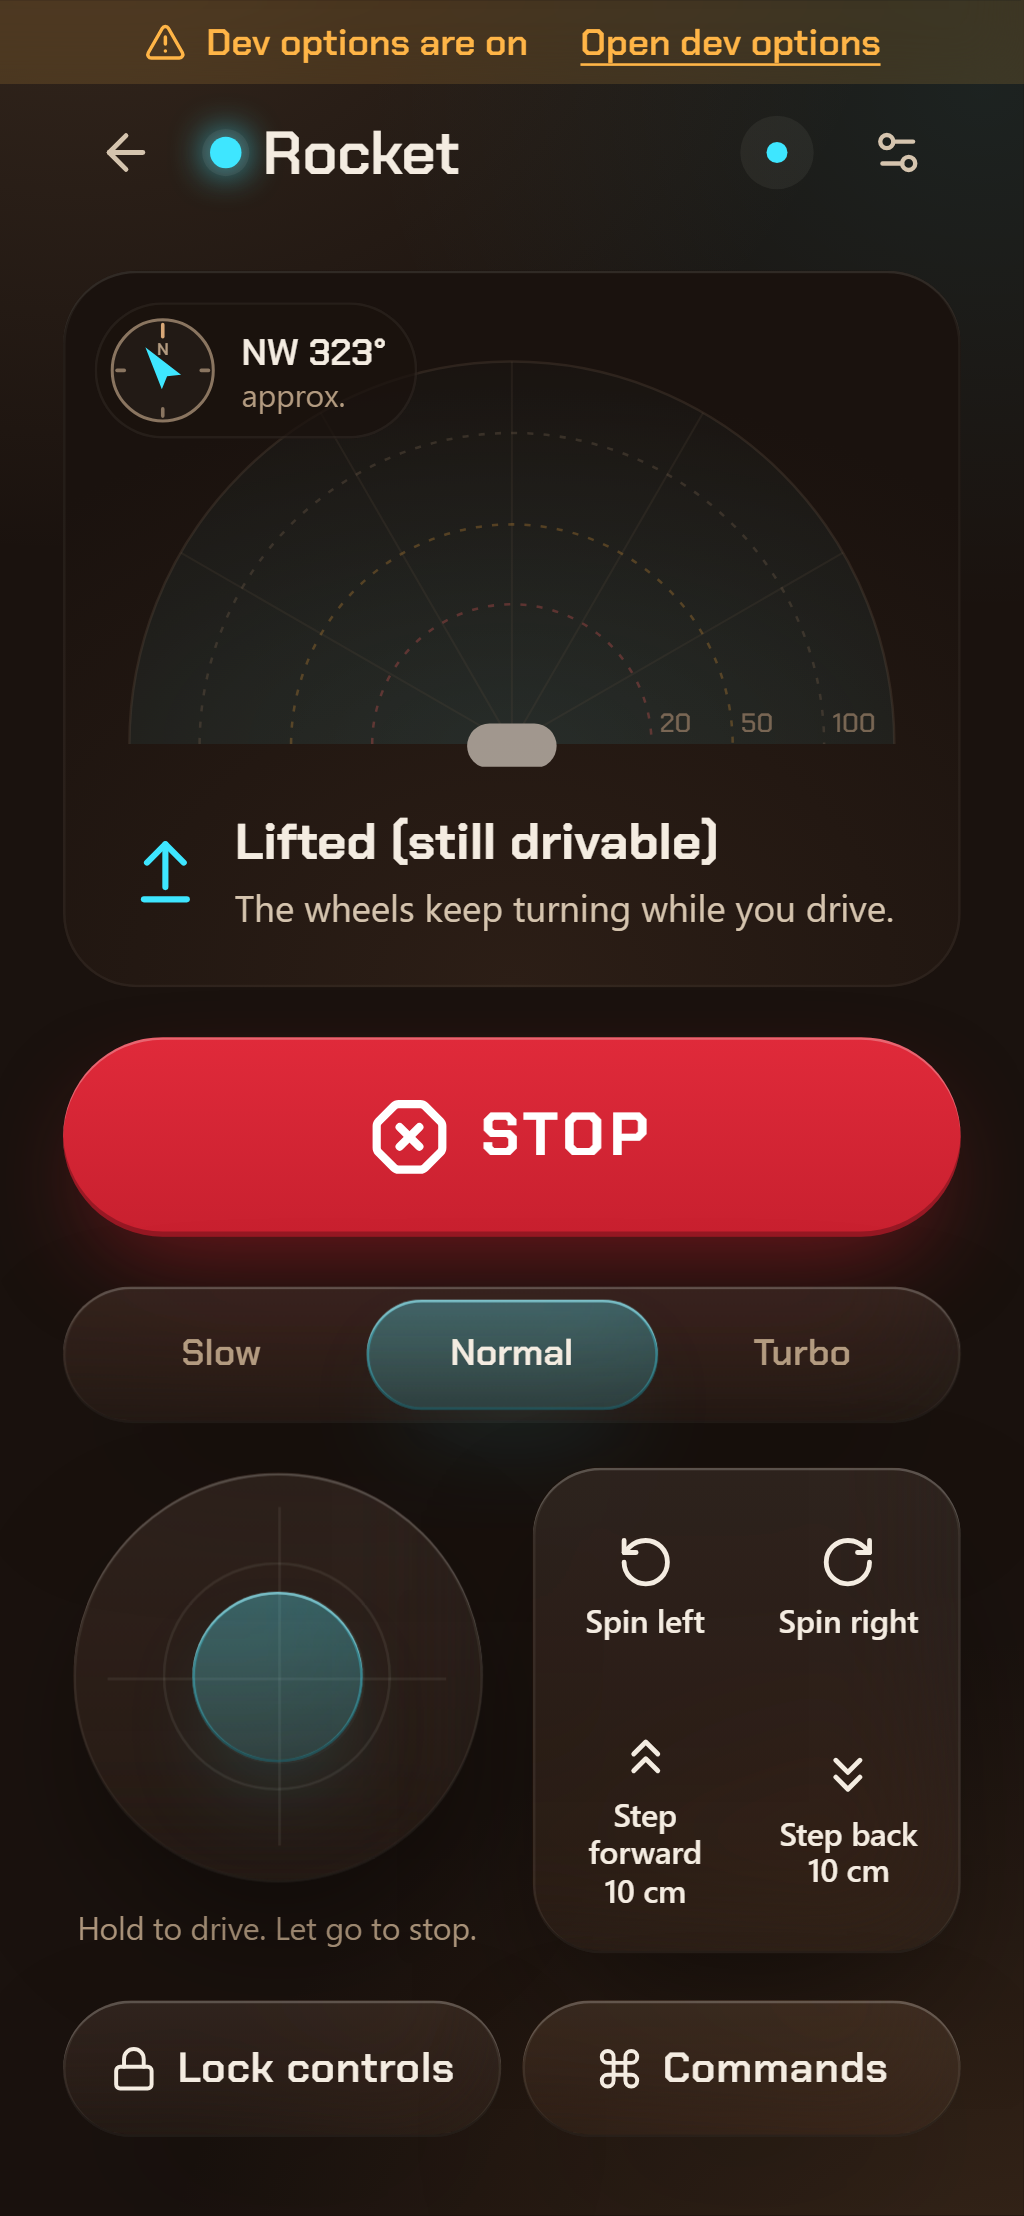 Dev options are on Open dev options
Rocket
N
NW 323°
approx.
20 50 100
Lifted (still drivable)
The wheels keep turning while you drive.
STOP
Slow Normal Turbo
Spin left Spin right
Step forward 10 cm
Step back 10 cm
Hold to drive. Let go to stop.
Lock controls Commands